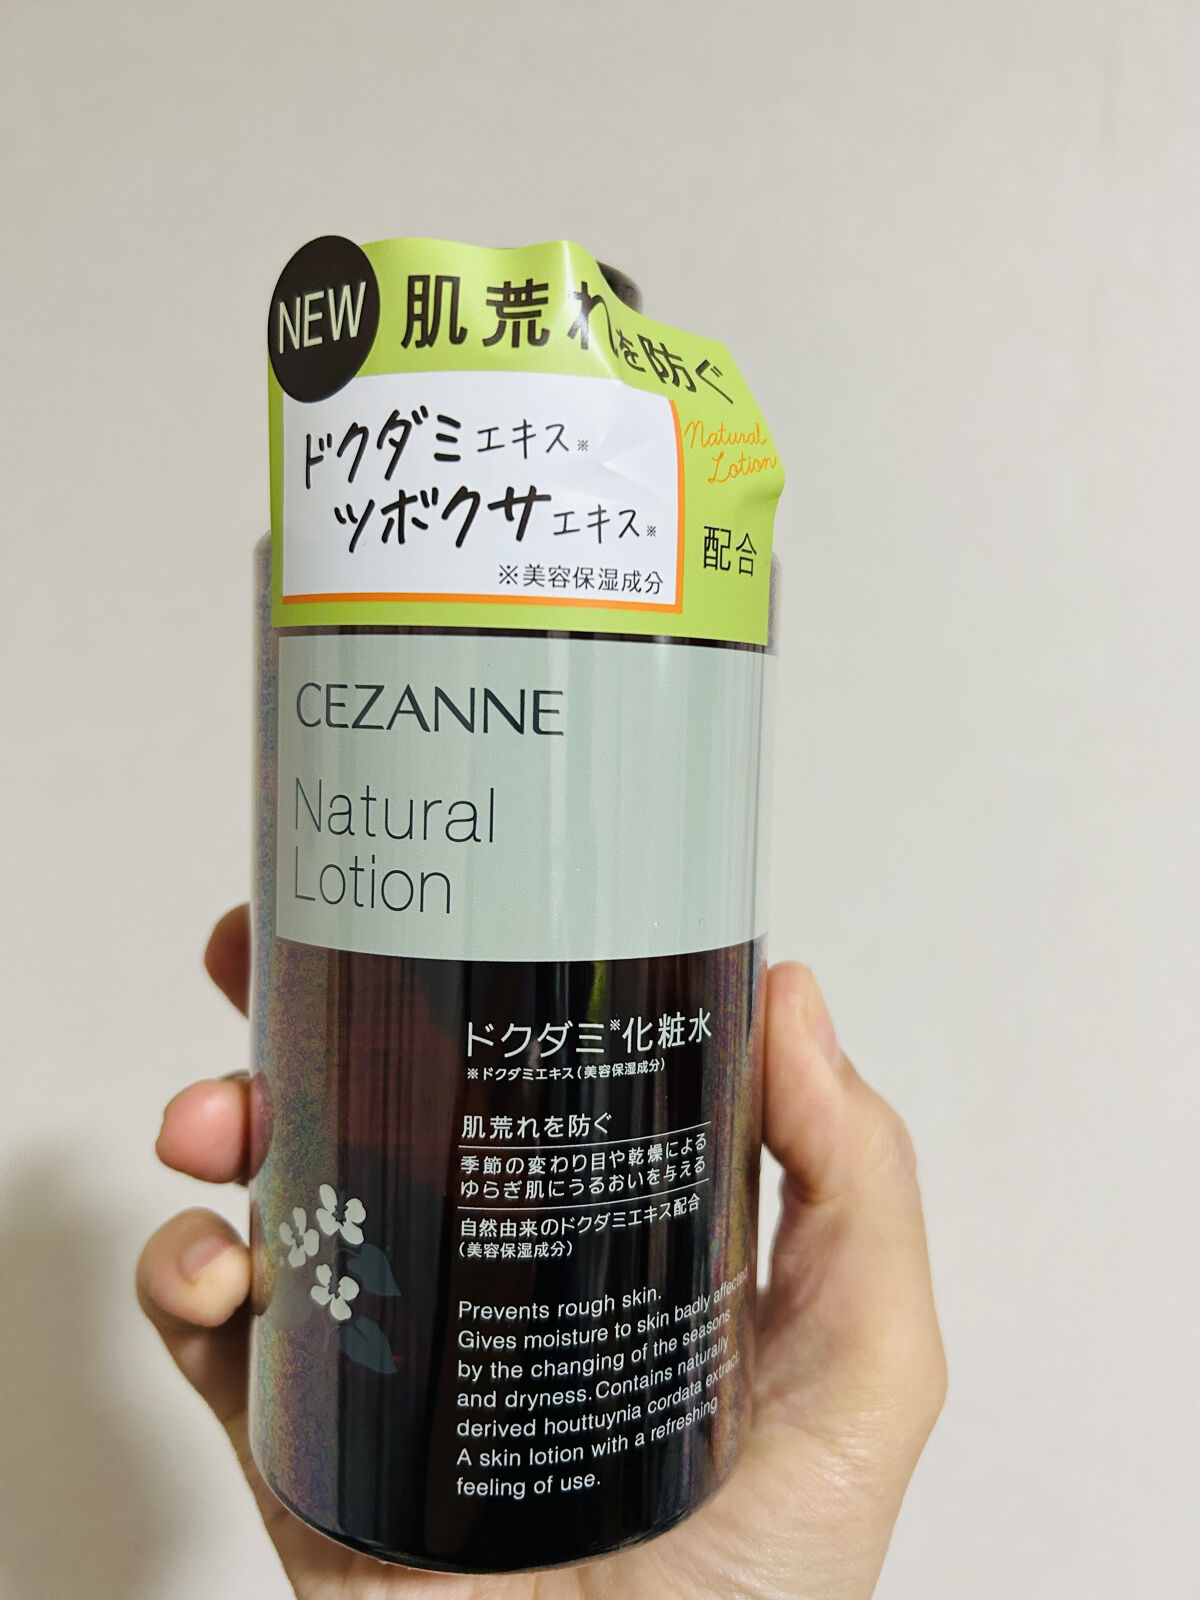 NEW
肌荒れを防ぐ
ドクダミエキス※
ツボクサエキス※
※美容保湿成分
Natural
Lotion
配合
CEZANNE
Natural
Lotion
ドクダミ※化粧水
※ドクダミエキス(美容保湿成分)
肌荒れを防ぐ
季節の変わり目や乾燥による
ゆらぎ肌にうるおいを与える
自然由来のドクダミエキス配合
(美容保湿成分)
Prevents rough skin.
Gives moisture to skin badly affected
by the changing of the seasons
and dryness. Contains naturally
derived houttuynia cordata extract.
A skin lotion with a refreshing
feeling of use.